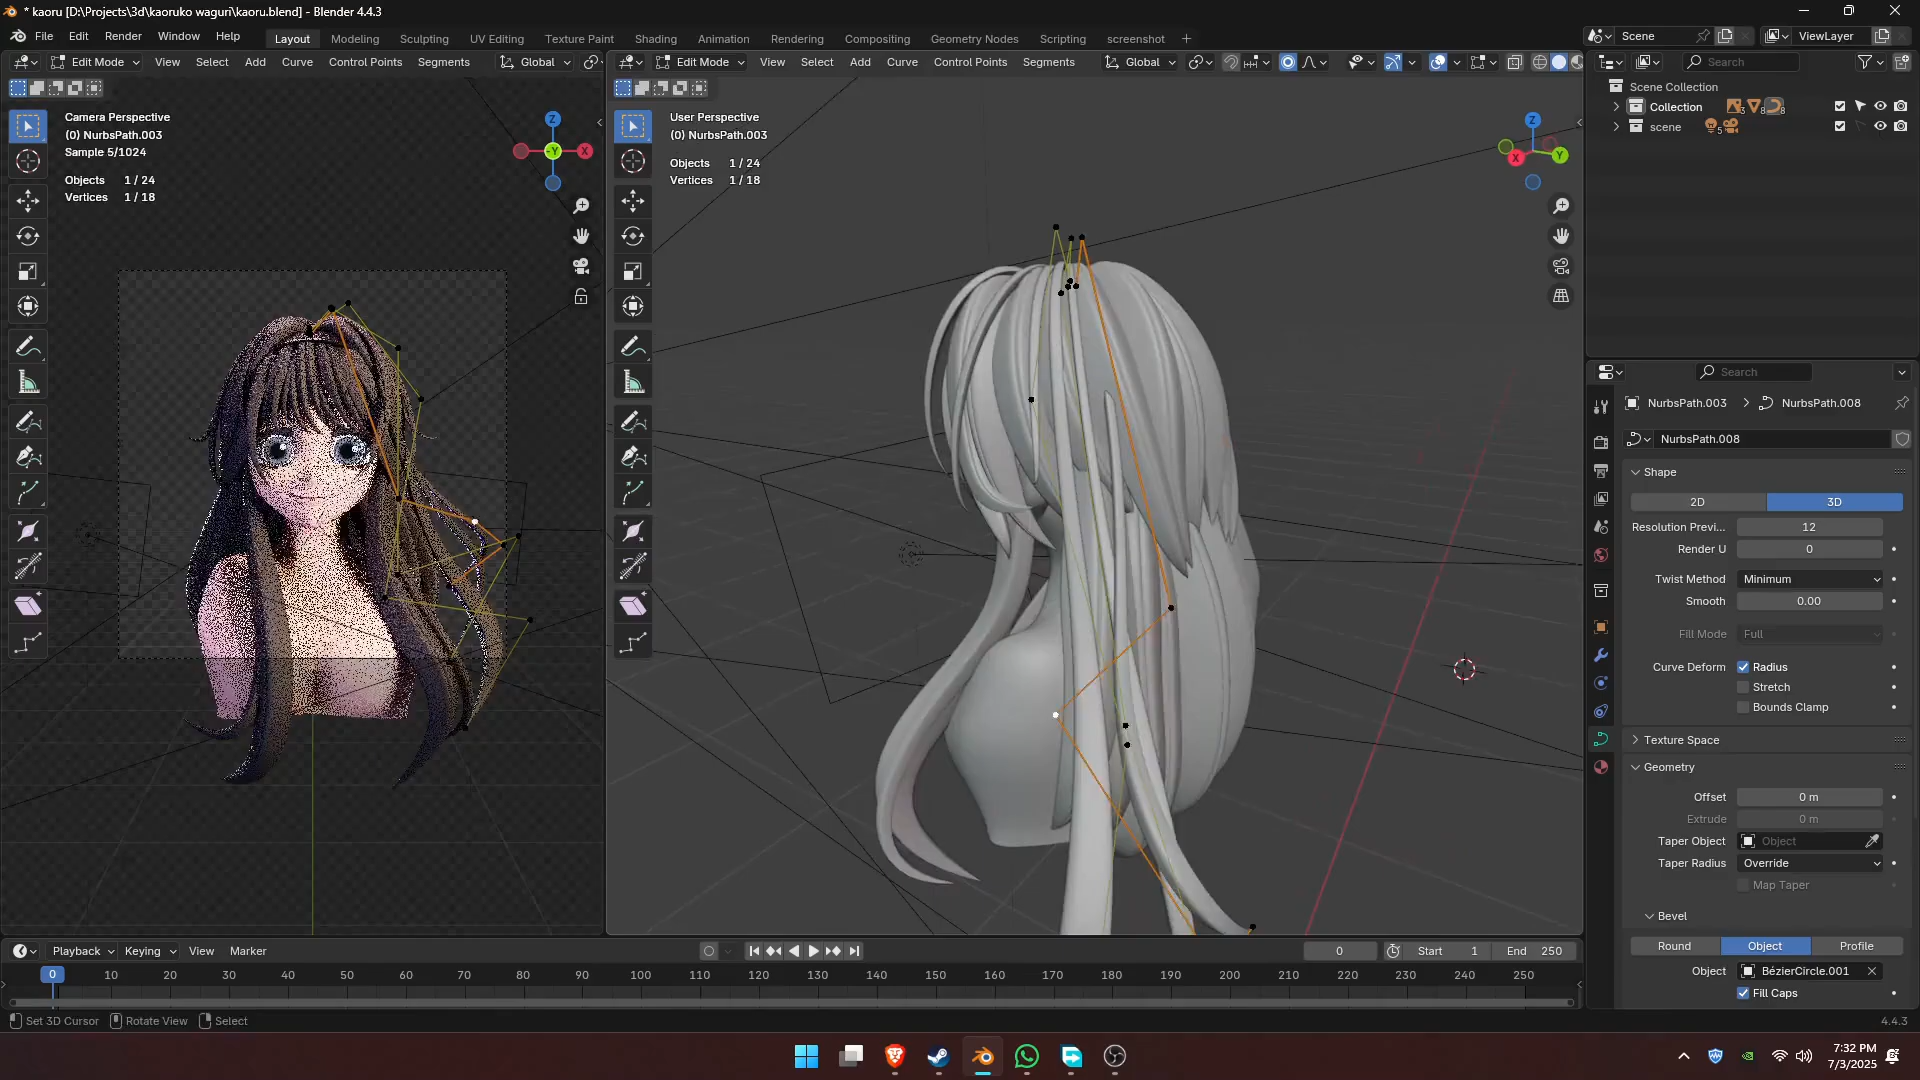 * kaoru [D:\Projects\3d\kaoruko waguri\kaoru.blend] - Blender 4.4.3
File Edit Render Window Help
Layout Modeling Sculpting UV Editing Texture Paint Shading Animation Rendering Compositing Geometry Nodes Scripting screenshot +
Scene
ViewLayer
Edit Mode View Select Add Curve Control Points Segments Global
Edit Mode View Select Add Curve Control Points Segments Global
Search
Camera Perspective
(0) NurbsPath.003
Sample 5/1024
Objects 1 / 24
Vertices 1 / 18
Z
-Y
X
User Perspective
(0) NurbsPath.003
Objects 1 / 24
Vertices 1 / 18
Z
X
Y
Scene Collection
Collection 3 8 8
scene 5
Search
NurbsPath.003 > NurbsPath.008
NurbsPath.008
Shape
2D 3D
Resolution Previ... 12
Render U 0
Twist Method Minimum
Smooth 0.00
Fill Mode Full
Curve Deform Radius
Stretch
Bounds Clamp
Texture Space
Geometry
Offset 0 m
Extrude 0 m
Taper Object Object
Taper Radius Override
Map Taper
Bevel
Round Object Profile
Object BézierCircle.001
Fill Caps
Playback Keying View Marker
0 Start 1 End 250
0 10 20 30 40 50 60 70 80 90 100 110 120 130 140 150 160 170 180 190 200 210 220 230 240 250
Set 3D Cursor Rotate View Select
4.4.3
7:32 PM
7/3/2025